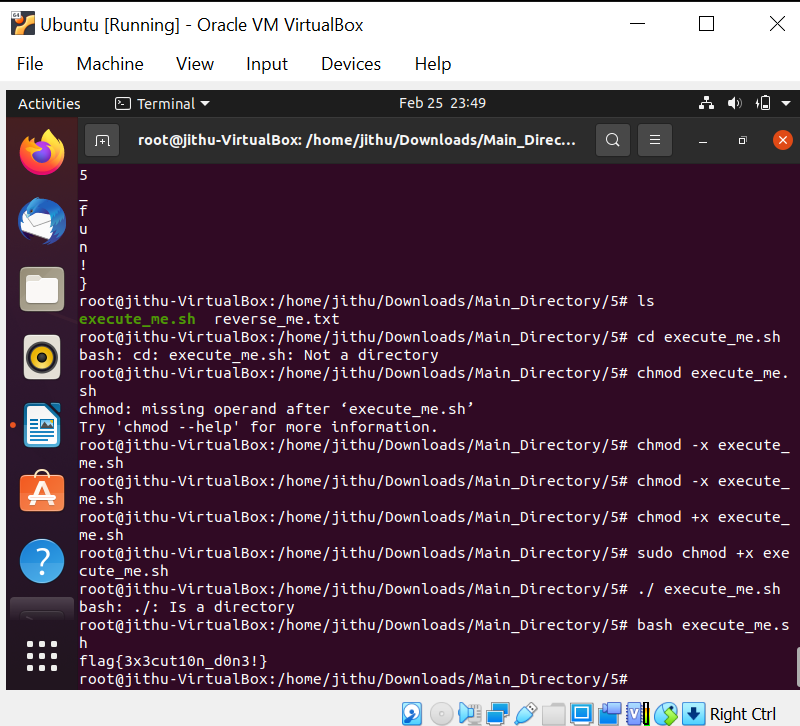 Ubuntu [Running] - Oracle VM VirtualBox
File Machine View Input Devices Help
Activities Terminal Feb 25 23:49
root@jithu-VirtualBox: /home/jithu/Downloads/Main_Direc...
5
_
f
u
n
!
}
root@jithu-VirtualBox:/home/jithu/Downloads/Main_Directory/5# ls
execute_me.sh reverse_me.txt
root@jithu-VirtualBox:/home/jithu/Downloads/Main_Directory/5# cd execute_me.sh
bash: cd: execute_me.sh: Not a directory
root@jithu-VirtualBox:/home/jithu/Downloads/Main_Directory/5# chmod execute_me.
sh
chmod: missing operand after ‘execute_me.sh’
Try 'chmod --help' for more information.
root@jithu-VirtualBox:/home/jithu/Downloads/Main_Directory/5# chmod -x execute_
me.sh
root@jithu-VirtualBox:/home/jithu/Downloads/Main_Directory/5# chmod -x execute_
me.sh
root@jithu-VirtualBox:/home/jithu/Downloads/Main_Directory/5# chmod +x execute_
me.sh
root@jithu-VirtualBox:/home/jithu/Downloads/Main_Directory/5# sudo chmod +x exe
cute_me.sh
root@jithu-VirtualBox:/home/jithu/Downloads/Main_Directory/5# ./ execute_me.sh
bash: ./: Is a directory
root@jithu-VirtualBox:/home/jithu/Downloads/Main_Directory/5# bash execute_me.s
h
flag{3x3cut10n_d0n3!}
root@jithu-VirtualBox:/home/jithu/Downloads/Main_Directory/5#
Right Ctrl